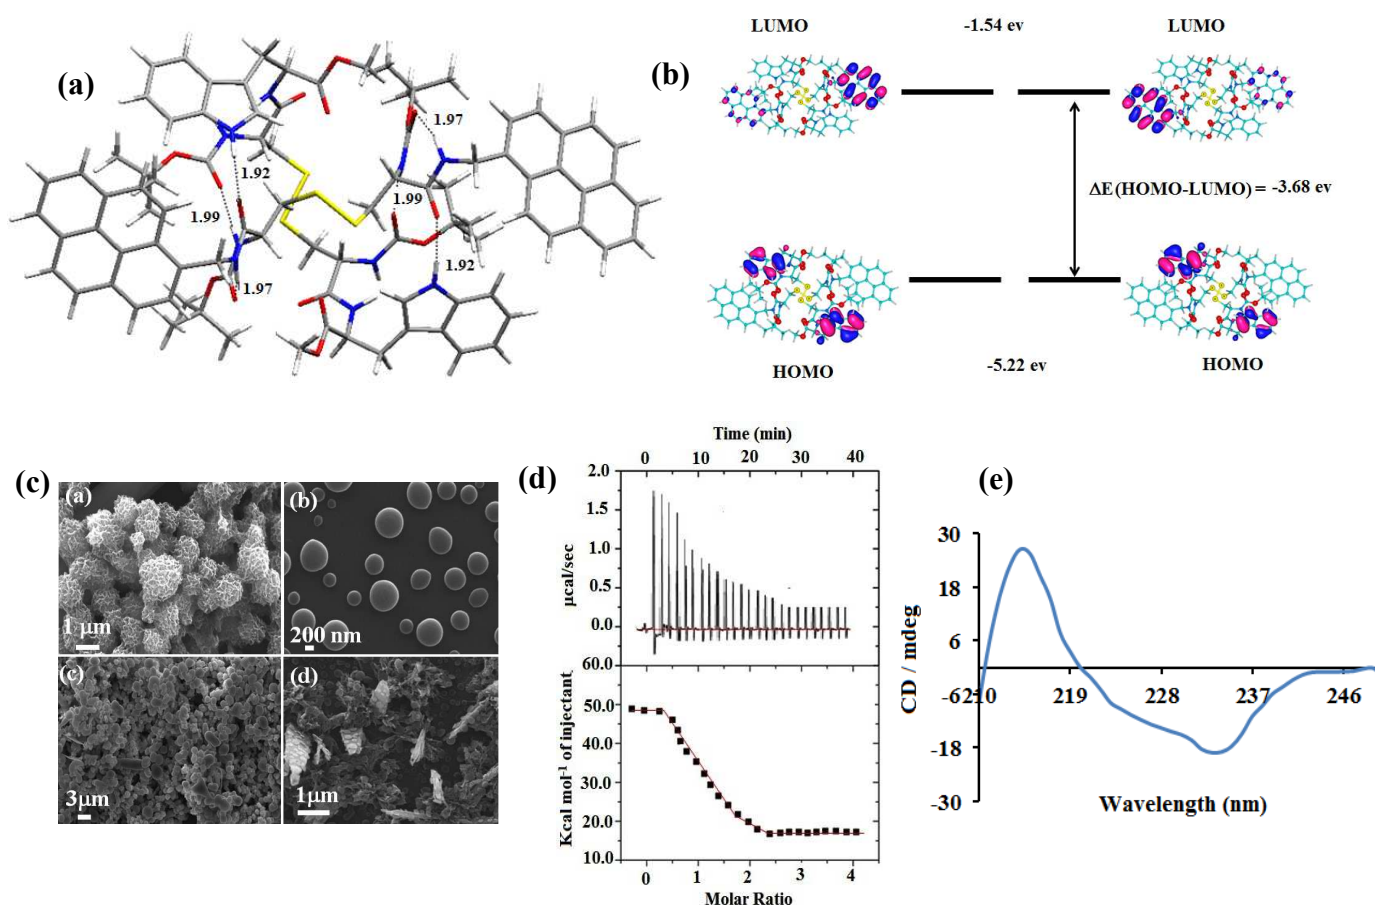 (a)
1.97
1.92
1.99
1.99
1.92
1.97
(b)
LUMO
-1.54 ev
LUMO
ΔE(HOMO-LUMO) = -3.68 ev
HOMO
-5.22 ev
HOMO
(c)
(a)
1 μm
(b)
200 nm
(c)
3μm
(d)
1μm
(d)
Time (min)
0 10 20 30 40
2.0
1.5
1.0
0.5
0.0
μcal/sec
60.0
50.0
40.0
30.0
20.0
10.0
Kcal mol⁻¹ of injectant
0 1 2 3 4
Molar Ratio
(e)
30
18
6
-6
-18
-30
CD / mdeg
210 219 228 237 246
Wavelength (nm)